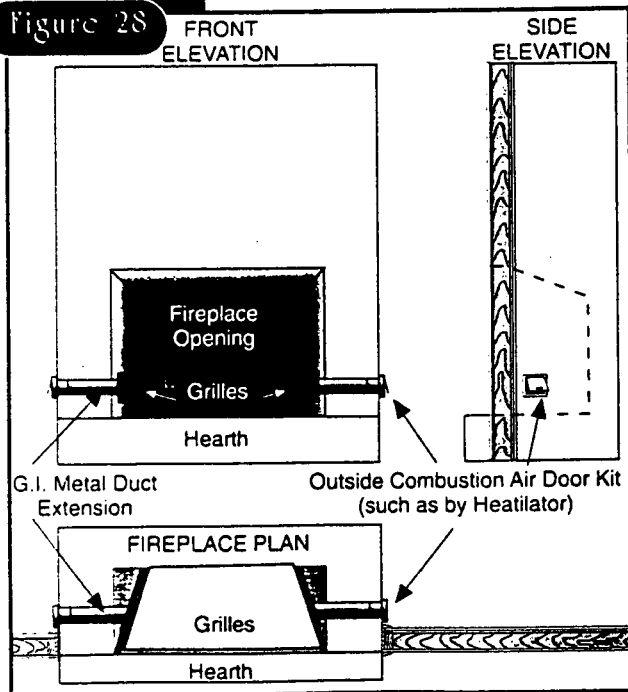 Figure 28
FRONT
ELEVATION
SIDE
ELEVATION
Fireplace
Opening
Grilles
Hearth
G.I. Metal Duct
Extension
Outside Combustion Air Door Kit
(such as by Heatilator)
FIREPLACE PLAN
Grilles
Hearth